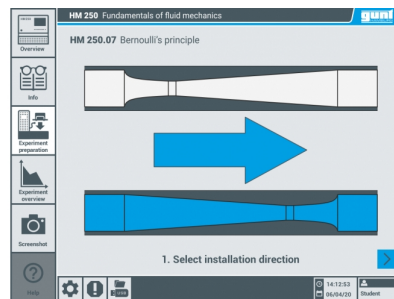 HM 250 Fundamentals of fluid mechanics
gunt
HM 250.07 Bernoulli's principle
Overview
Info
Experiment
preparation
Experiment
overview
Screenshot
Help
1. Select installation direction
14:12:53
06/04/20
Student